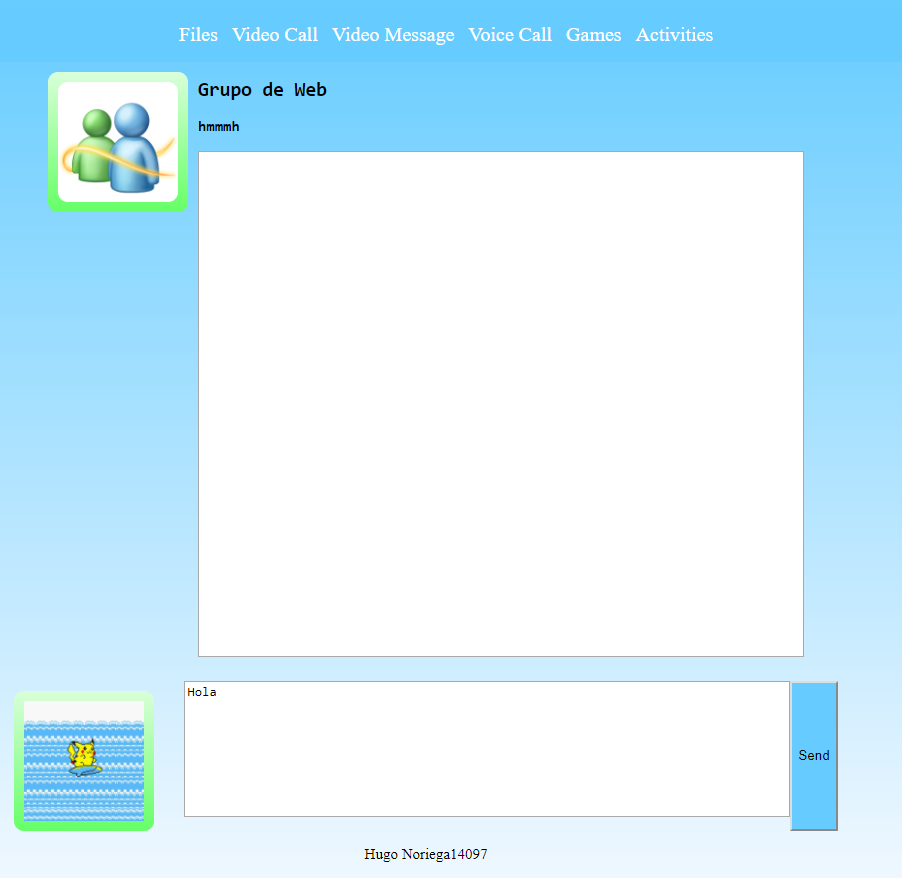 Files Video Call Video Message Voice Call Games Activities
Grupo de Web
hmmmh
Hola
Send
Hugo Noriega14097